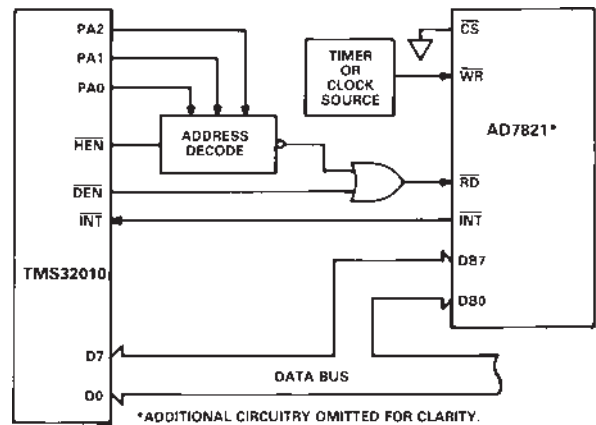 PA2
PA1
PA0
HEN
DEN
INT
TMS32010
D7
D0
ADDRESS
DECODE
TIMER
OR
CLOCK
SOURCE
CS
WR
AD7821*
RD
INT
DB7
DB0
DATA BUS
*ADDITIONAL CIRCUITRY OMITTED FOR CLARITY.